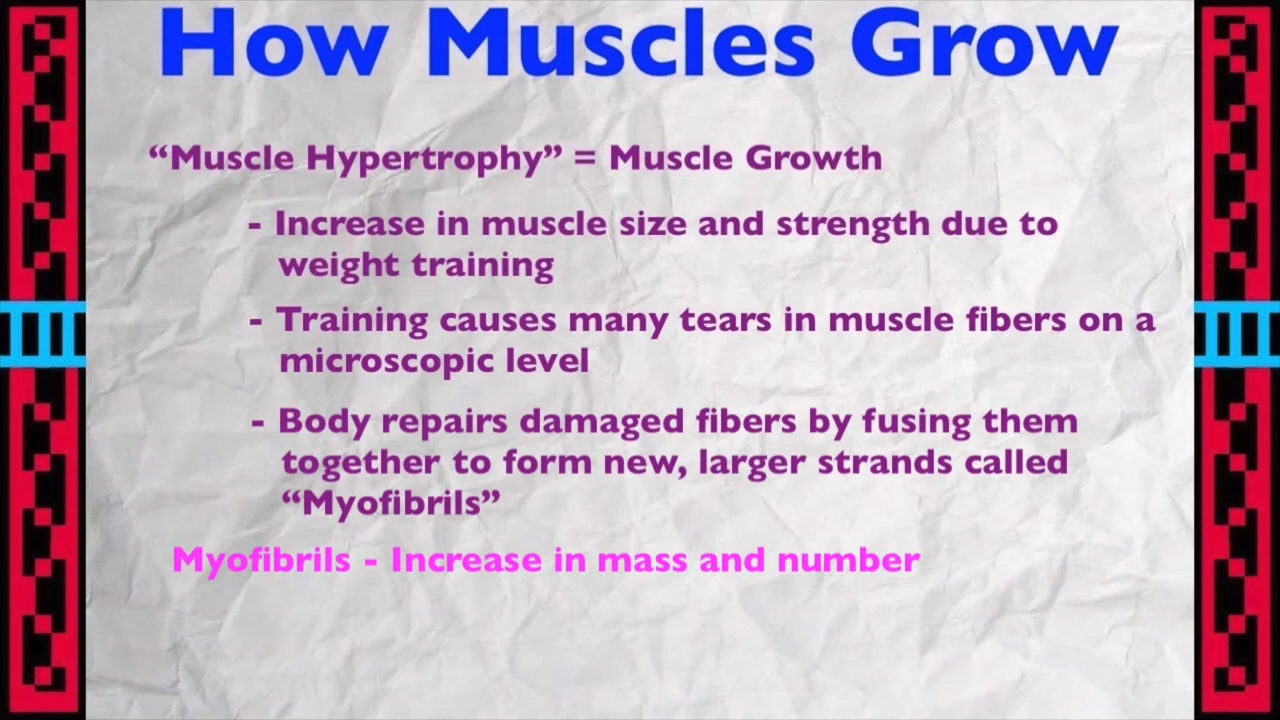 How Muscles Grow
“Muscle Hypertrophy” = Muscle Growth
- Increase in muscle size and strength due to
weight training
- Training causes many tears in muscle fibers on a
microscopic level
- Body repairs damaged fibers by fusing them
together to form new, larger strands called
“Myofibrils”
Myofibrils - Increase in mass and number